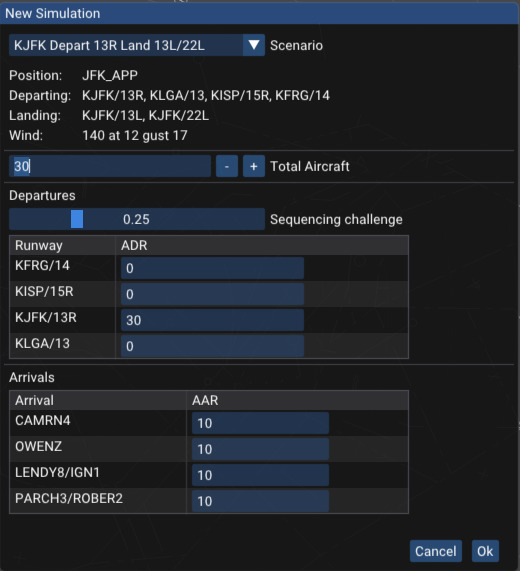 New Simulation
KJFK Depart 13R Land 13L/22L Scenario
Position: JFK_APP
Departing: KJFK/13R, KLGA/13, KISP/15R, KFRG/14
Landing: KJFK/13L, KJFK/22L
Wind: 140 at 12 gust 17
30 - + Total Aircraft
Departures
0.25 Sequencing challenge
Runway ADR
KFRG/14 0
KISP/15R 0
KJFK/13R 30
KLGA/13 0
Arrivals
Arrival AAR
CAMRN4 10
OWENZ 10
LENDY8/IGN1 10
PARCH3/ROBER2 10
Cancel Ok